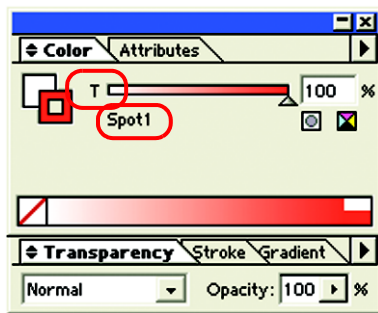 Color Attributes
T 100 %
Spot1
Transparency Stroke Gradient
Normal Opacity: 100 %